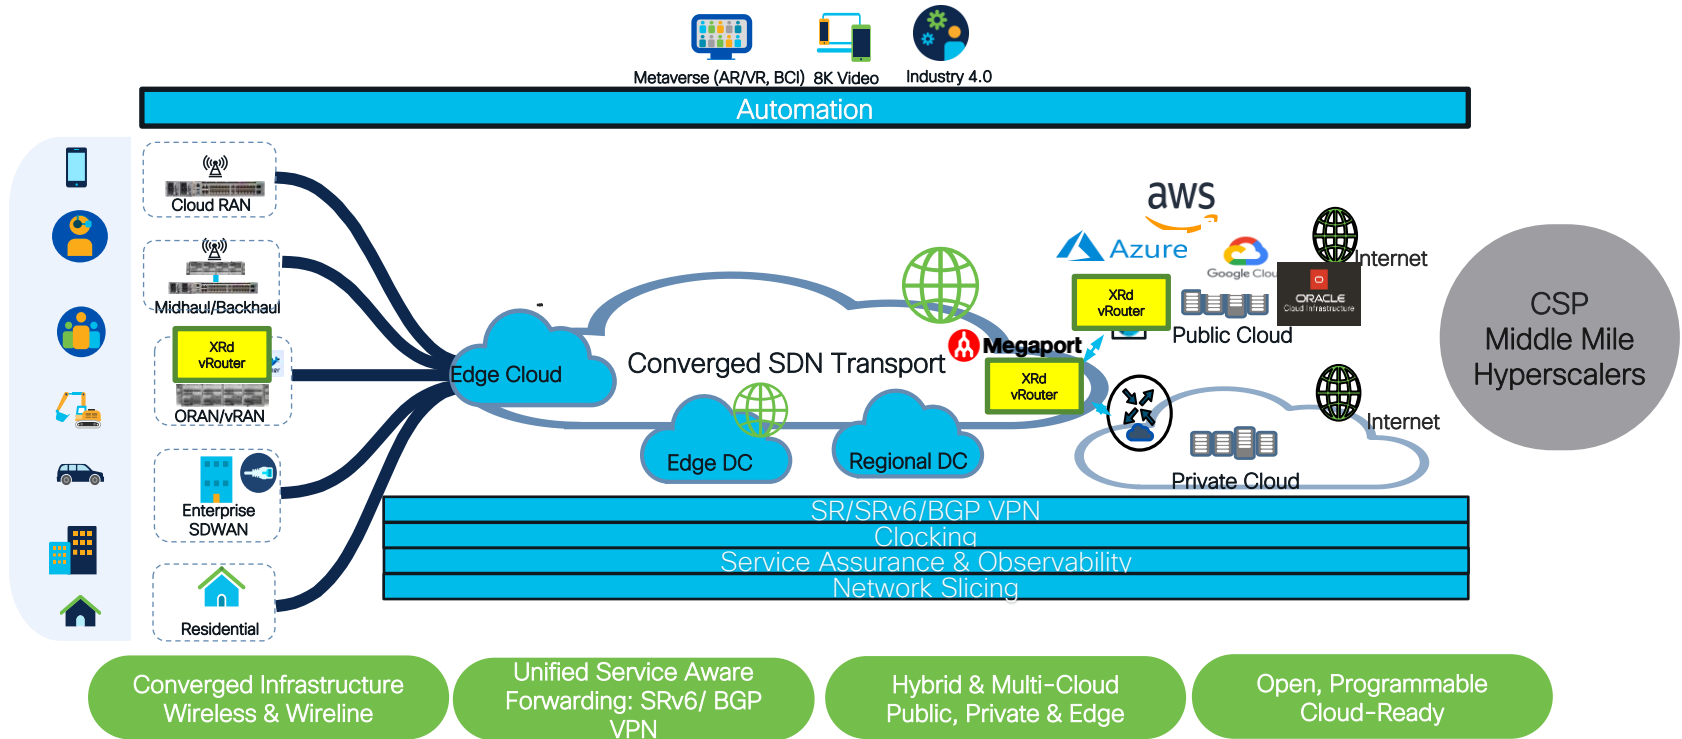 Metaverse (AR/VR, BCI)
8K Video
Industry 4.0
Automation
Cloud RAN
Midhaul/Backhaul
XRd
vRouter
ORAN/vRAN
Enterprise
SDWAN
Residential
Edge Cloud
Converged SDN Transport
Megaport
XRd
vRouter
Edge DC
Regional DC
aws
Azure
Google Clou
Internet
XRd
vRouter
ORACLE
Cloud Infrastructure
Public Cloud
Internet
Private Cloud
CSP
Middle Mile
Hyperscalers
SR/SRv6/BGP VPN
Clocking
Service Assurance & Observability
Network Slicing
Converged Infrastructure
Wireless & Wireline
Unified Service Aware
Forwarding: SRv6/ BGP
VPN
Hybrid & Multi-Cloud
Public, Private & Edge
Open, Programmable
Cloud-Ready